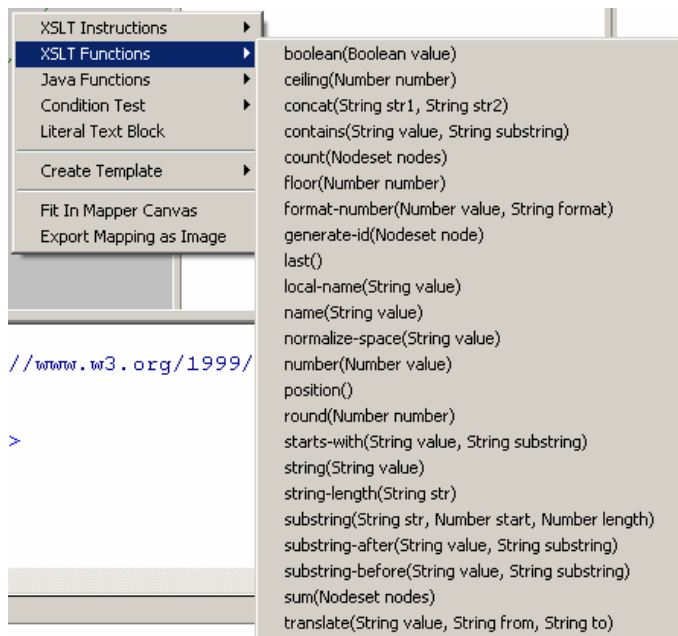 XSLT Instructions
XSLT Functions
Java Functions
Condition Test
Literal Text Block
Create Template
Fit In Mapper Canvas
Export Mapping as Image
boolean(Boolean value)
ceiling(Number number)
concat(String str1, String str2)
contains(String value, String substring)
count(Nodeset nodes)
floor(Number number)
format-number(Number value, String format)
generate-id(Nodeset node)
last()
local-name(String value)
name(String value)
normalize-space(String value)
number(Number value)
position()
round(Number number)
starts-with(String value, String substring)
string(String value)
string-length(String str)
substring(String str, Number start, Number length)
substring-after(String value, String substring)
substring-before(String value, String substring)
sum(Nodeset nodes)
translate(String value, String from, String to)
//www.w3.org/1999/
>